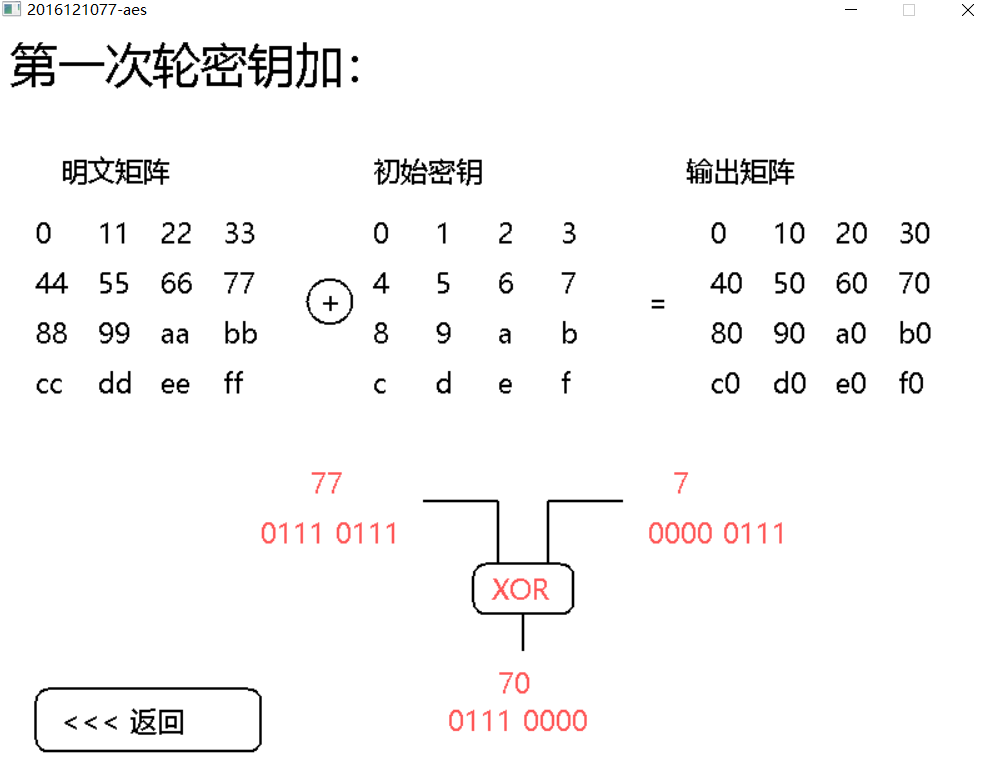 2016121077-aes
第一次轮密钥加：
明文矩阵 初始密钥 输出矩阵
0 11 22 33 0 1 2 3 0 10 20 30
44 55 66 77 4 5 6 7 40 50 60 70
+ =
88 99 aa bb 8 9 a b 80 90 a0 b0
cc dd ee ff c d e f c0 d0 e0 f0
77 7
0111 0111 0000 0111
XOR
70
0111 0000
<<< 返回